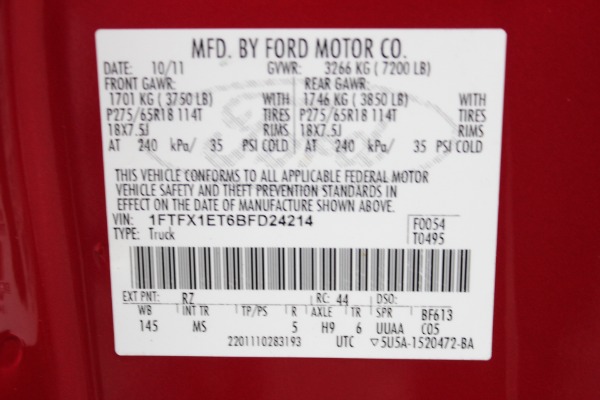 MFD. BY FORD MOTOR CO.
DATE: 10/11 GVWR: 3266 KG ( 7200 LB)
FRONT GAWR: REAR GAWR:
1701 KG ( 3750 LB) WITH 1746 KG ( 3850 LB) WITH
P275/65R18 114T TIRES P275/65R18 114T TIRES
18X7.5J RIMS 18X7.5J RIMS
AT 240 kPa/ 35 PSI COLD AT 240 kPa/ 35 PSI COLD
THIS VEHICLE CONFORMS TO ALL APPLICABLE FEDERAL MOTOR
VEHICLE SAFETY AND THEFT PREVENTION STANDARDS IN
EFFECT ON THE DATE OF MANUFACTURE SHOWN ABOVE.
VIN: 1FTFX1ET6BFD24214 F0054
TYPE: Truck T0495
EXT PNT: RZ RC: 44 DSO:
WB INT TR TP/PS R AXLE TR SPR BF613
145 MS 5 H9 6 UUAA C05
2201110283193 UTC ▽5U5A-1520472-BA